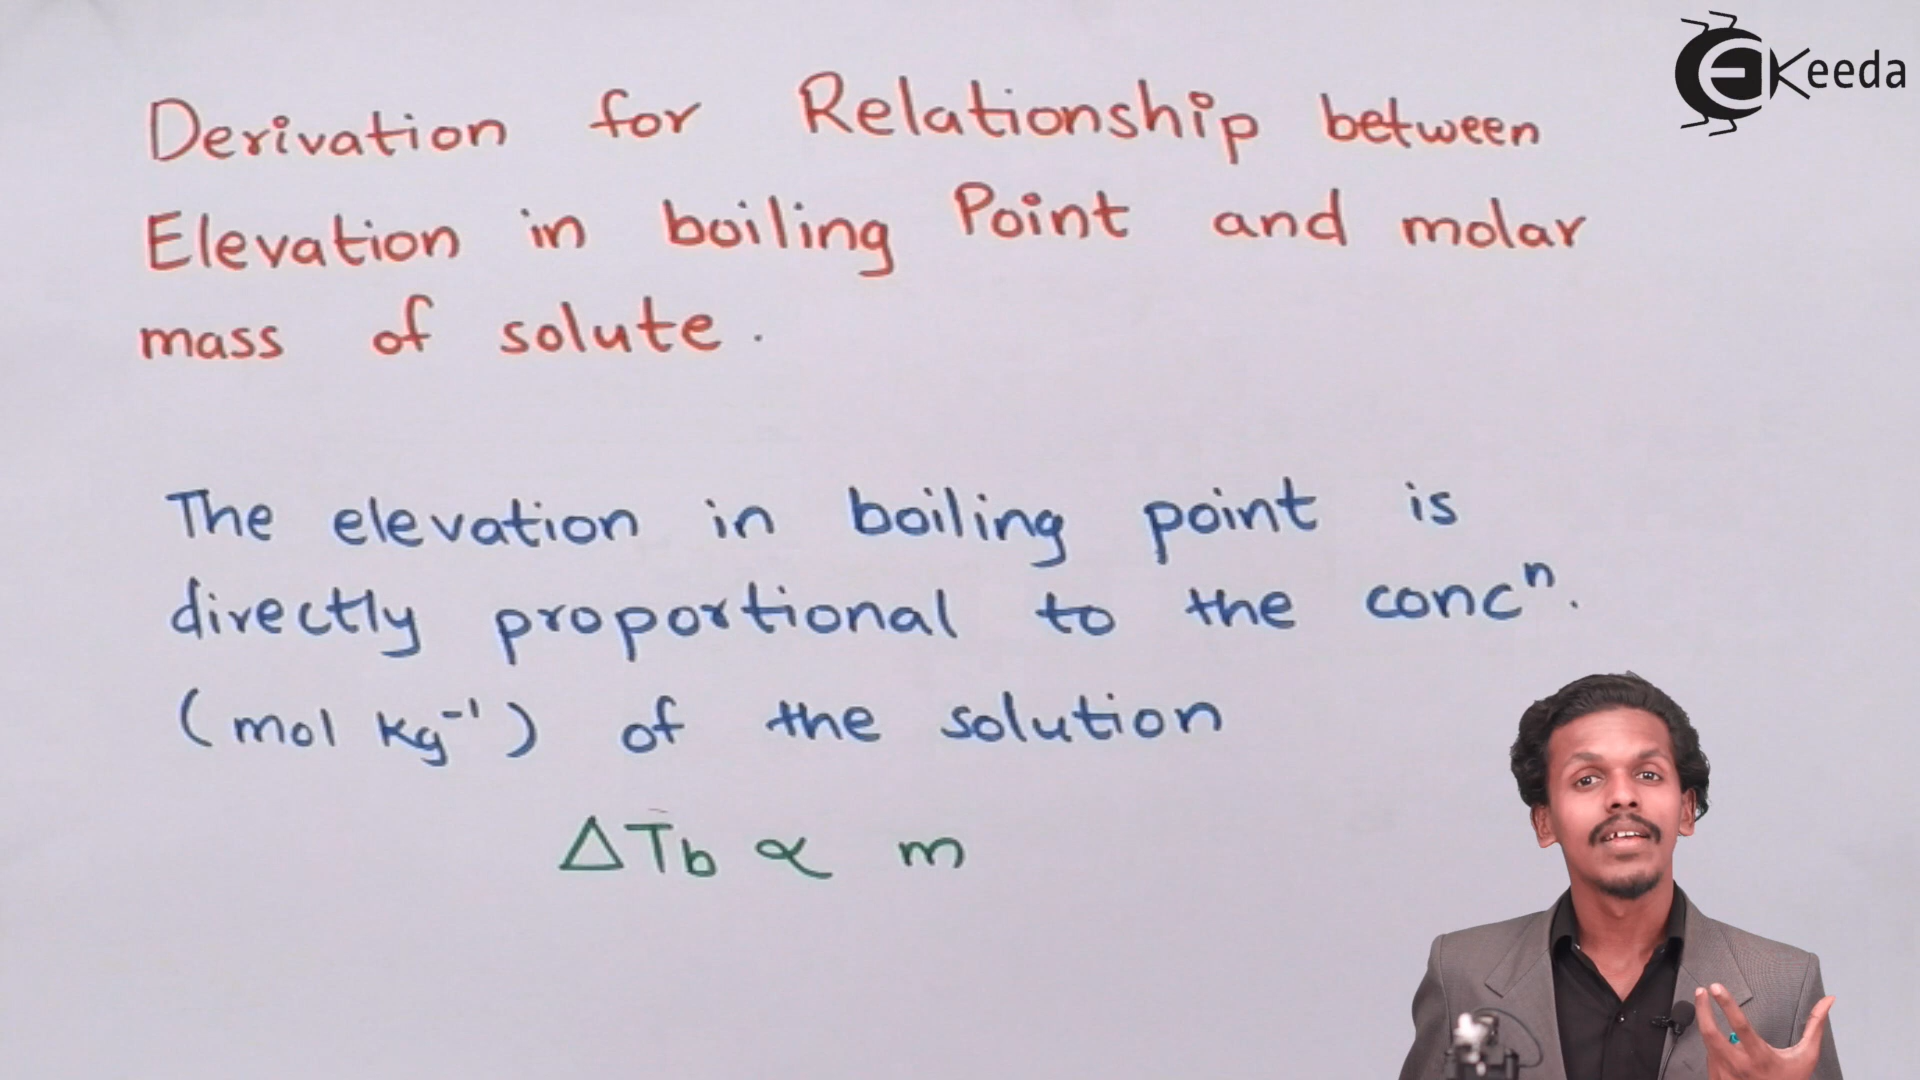 EKeeda
Derivation for Relationship between
Elevation in boiling Point and molar
mass of solute.
The elevation in boiling point is
directly proportional to the concⁿ.
(mol kg⁻¹) of the solution
ΔTb ∝ m